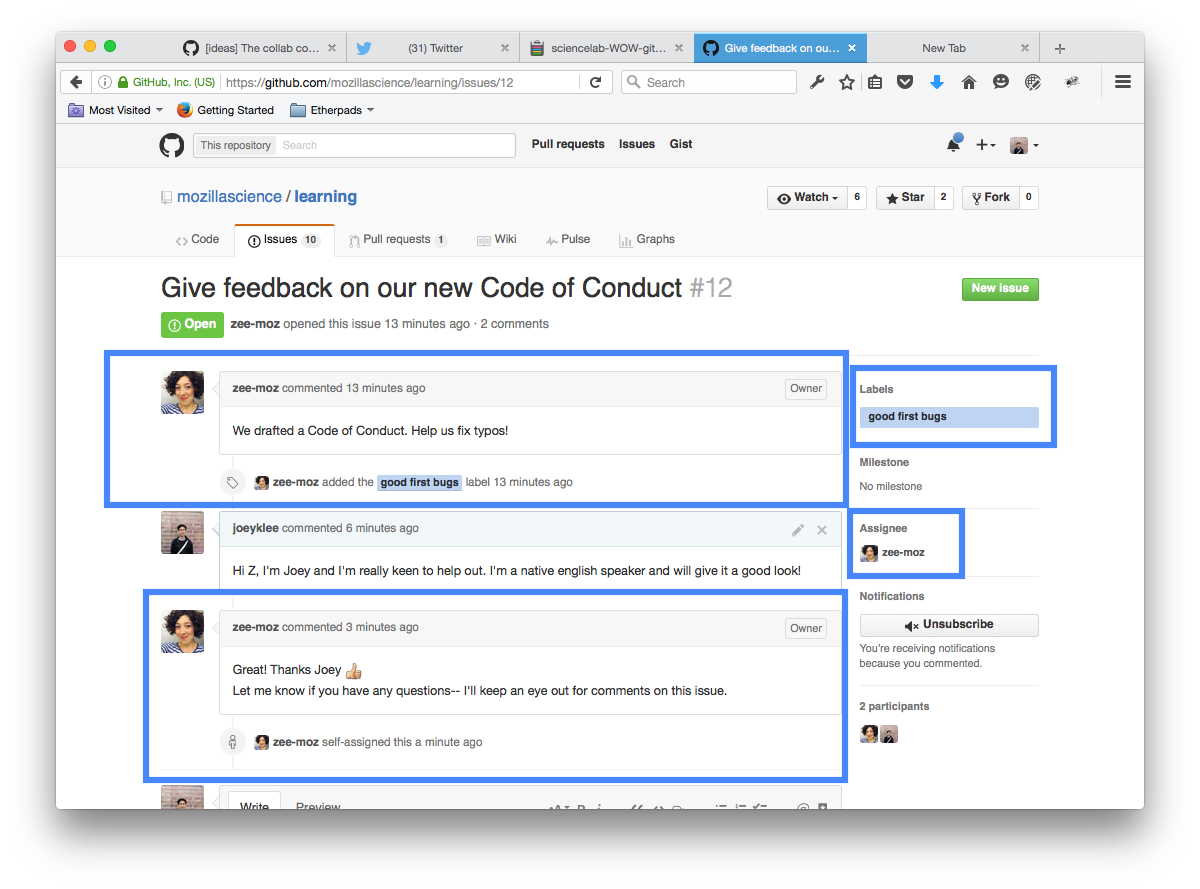 [ideas] The collab co...
(31) Twitter
sciencelab-WOW-git...
Give feedback on ou...
New Tab
GitHub, Inc. (US)
https://github.com/mozillascience/learning/issues/12
Search
Most Visited
Getting Started
Etherpads
This repository
Search
Pull requests
Issues
Gist
mozillascience / learning
Watch 6
Star 2
Fork 0
Code
Issues 10
Pull requests 1
Wiki
Pulse
Graphs
Give feedback on our new Code of Conduct #12
New issue
Open
zee-moz opened this issue 13 minutes ago · 2 comments
zee-moz commented 13 minutes ago
Owner
We drafted a Code of Conduct. Help us fix typos!
zee-moz added the good first bugs label 13 minutes ago
joeyklee commented 6 minutes ago
Hi Z, I'm Joey and I'm really keen to help out. I'm a native english speaker and will give it a good look!
zee-moz commented 3 minutes ago
Owner
Great! Thanks Joey 👍
Let me know if you have any questions-- I'll keep an eye out for comments on this issue.
zee-moz self-assigned this a minute ago
Write
Preview
Labels
good first bugs
Milestone
No milestone
Assignee
zee-moz
Notifications
Unsubscribe
You're receiving notifications
because you commented.
2 participants